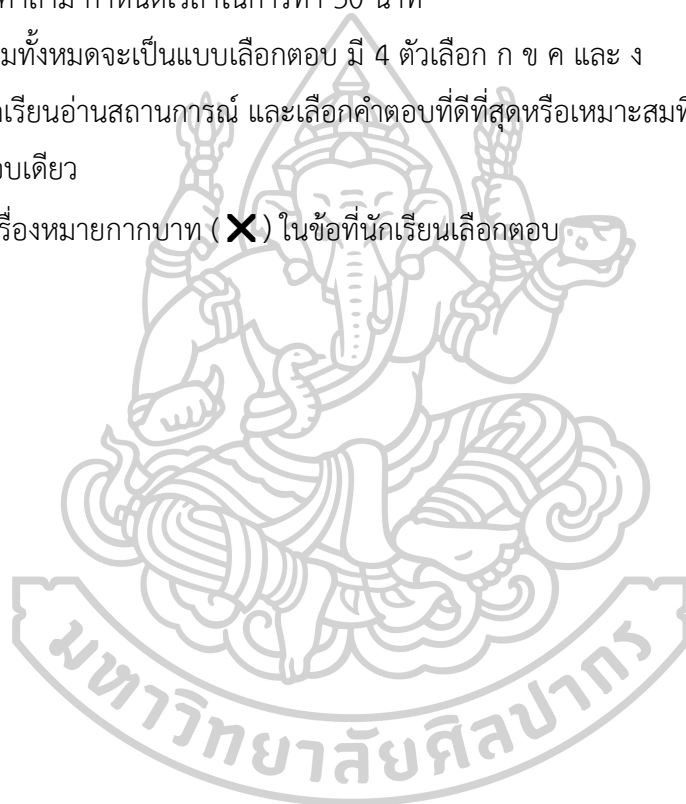 คำถาม กำหนดเวลาในการทำ 50 นาที
มทั้งหมดจะเป็นแบบเลือกตอบ มี 4 ตัวเลือก ก ข ค และ ง
เรียนอ่านสถานการณ์ และเลือกคำตอบที่ดีที่สุดหรือเหมาะสมที่
อบเดียว
รื่องหมายกากบาท (✗) ในข้อที่นักเรียนเลือกตอบ
มหาวิทยาลัยศิลปากร